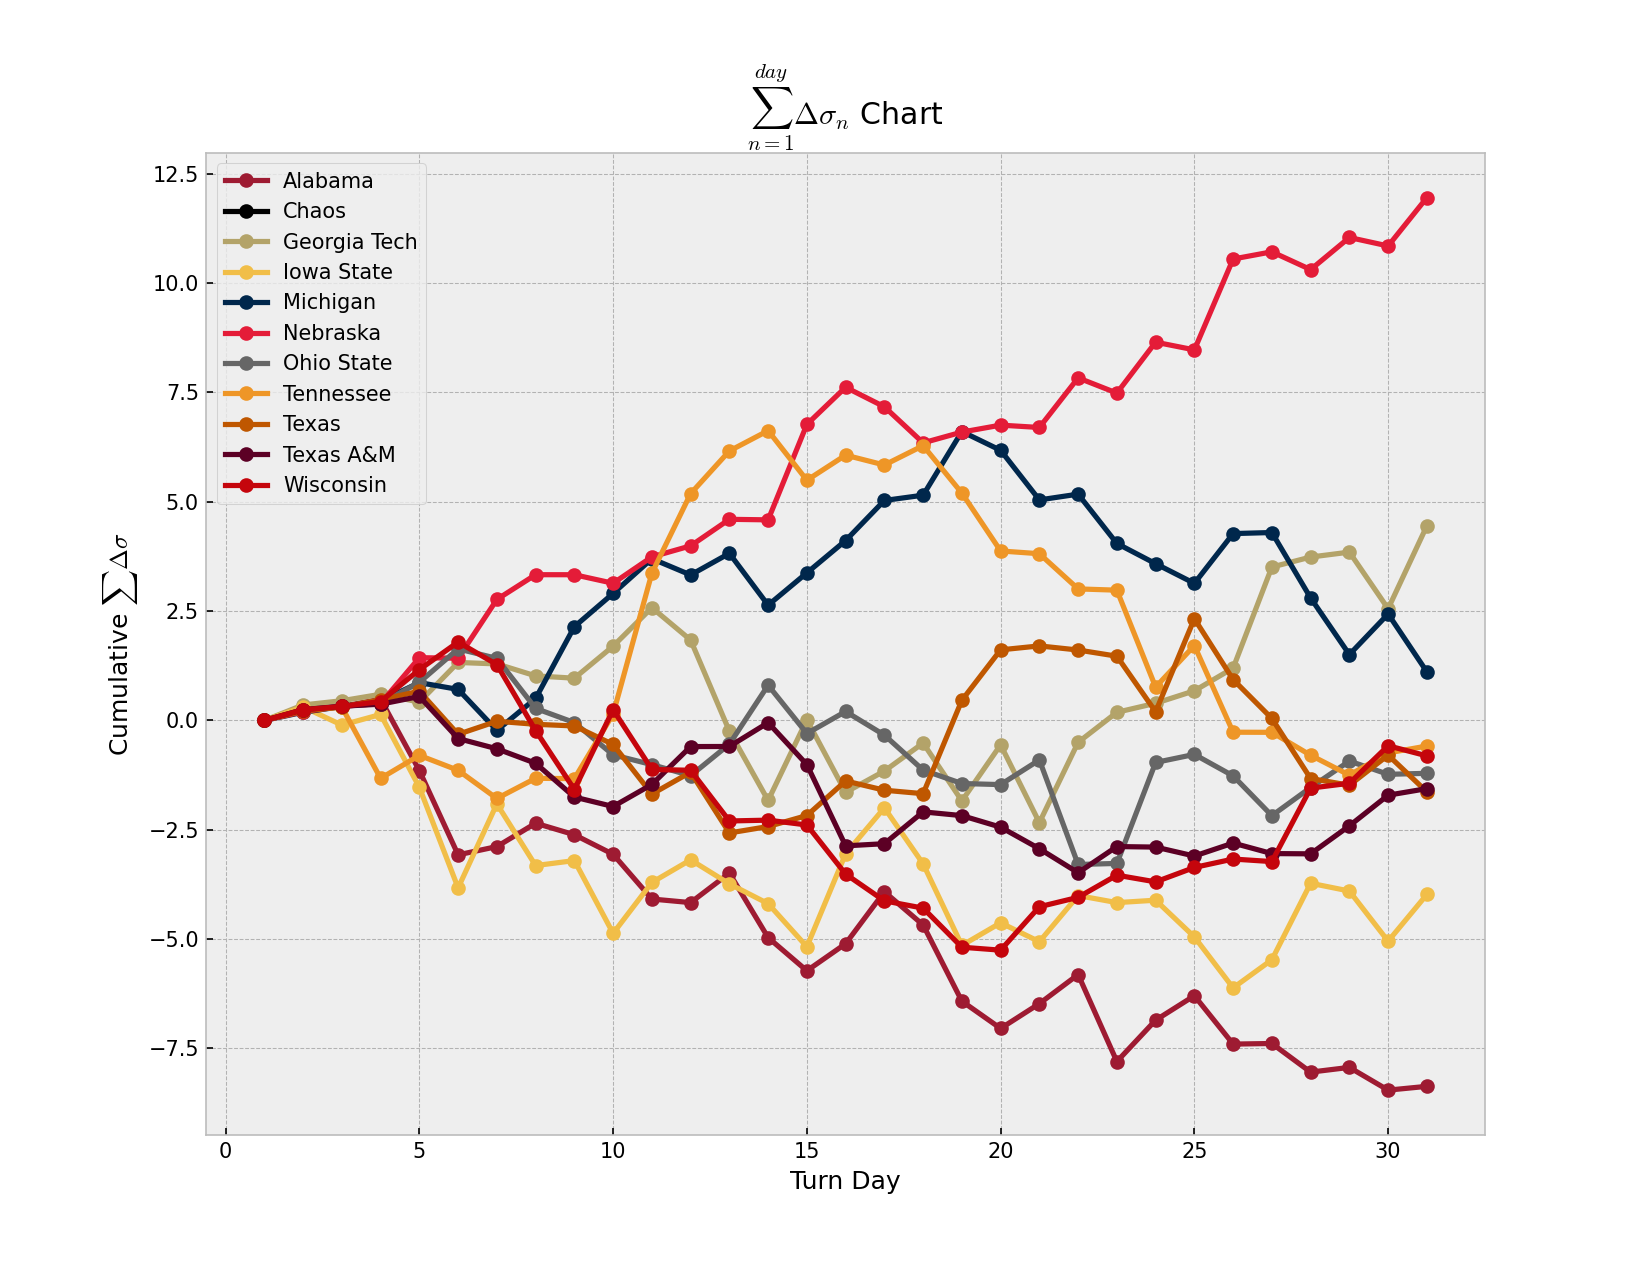 day
∑ Δσn Chart
n = 1
12.5
10.0
7.5
5.0
2.5
0.0
−2.5
−5.0
−7.5
Cumulative ∑Δσ
Alabama
Chaos
Georgia Tech
Iowa State
Michigan
Nebraska
Ohio State
Tennessee
Texas
Texas A&M
Wisconsin
0 5 10 15 20 25 30
Turn Day